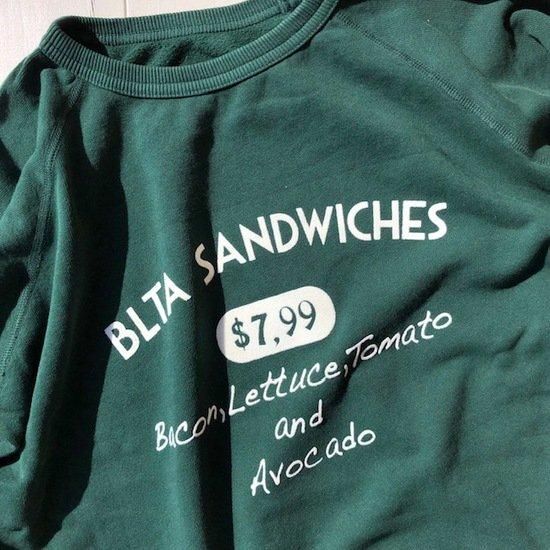 BLTA SANDWICHES
$7,99
Bacon, Lettuce, Tomato
and
Avocado